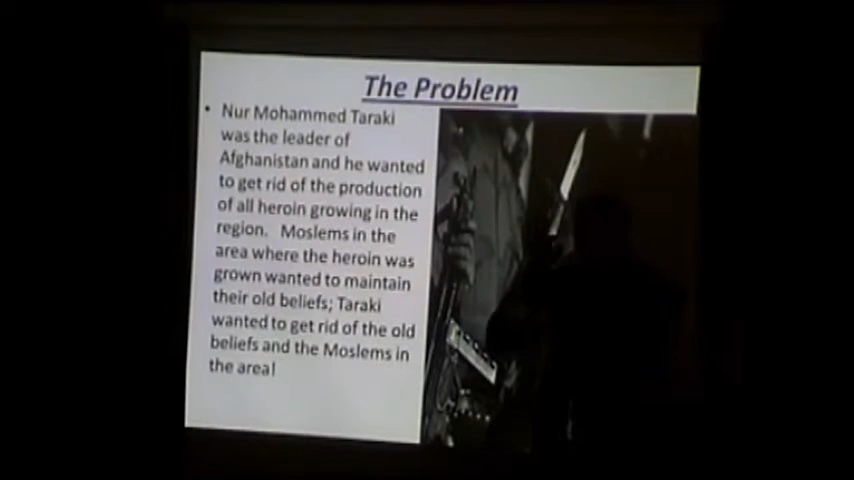 The Problem
• Nur Mohammed Taraki
was the leader of
Afghanistan and he wanted
to get rid of the production
of all heroin growing in the
region. Moslems in the
area where the heroin was
grown wanted to maintain
their old beliefs; Taraki
wanted to get rid of the old
beliefs and the Moslems in
the area!